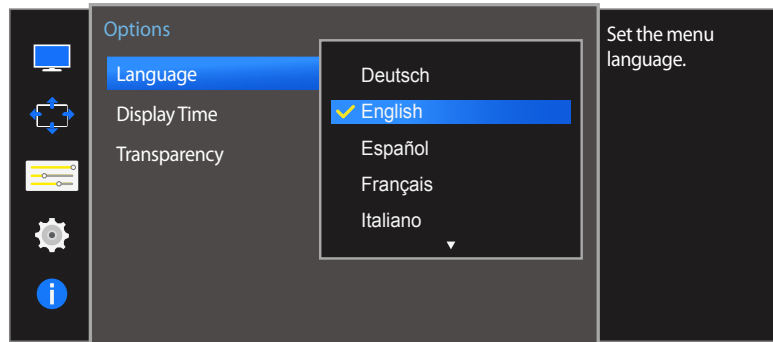 Options
Language
Display Time
Transparency
Deutsch
English
Español
Français
Italiano
Set the menu
language.